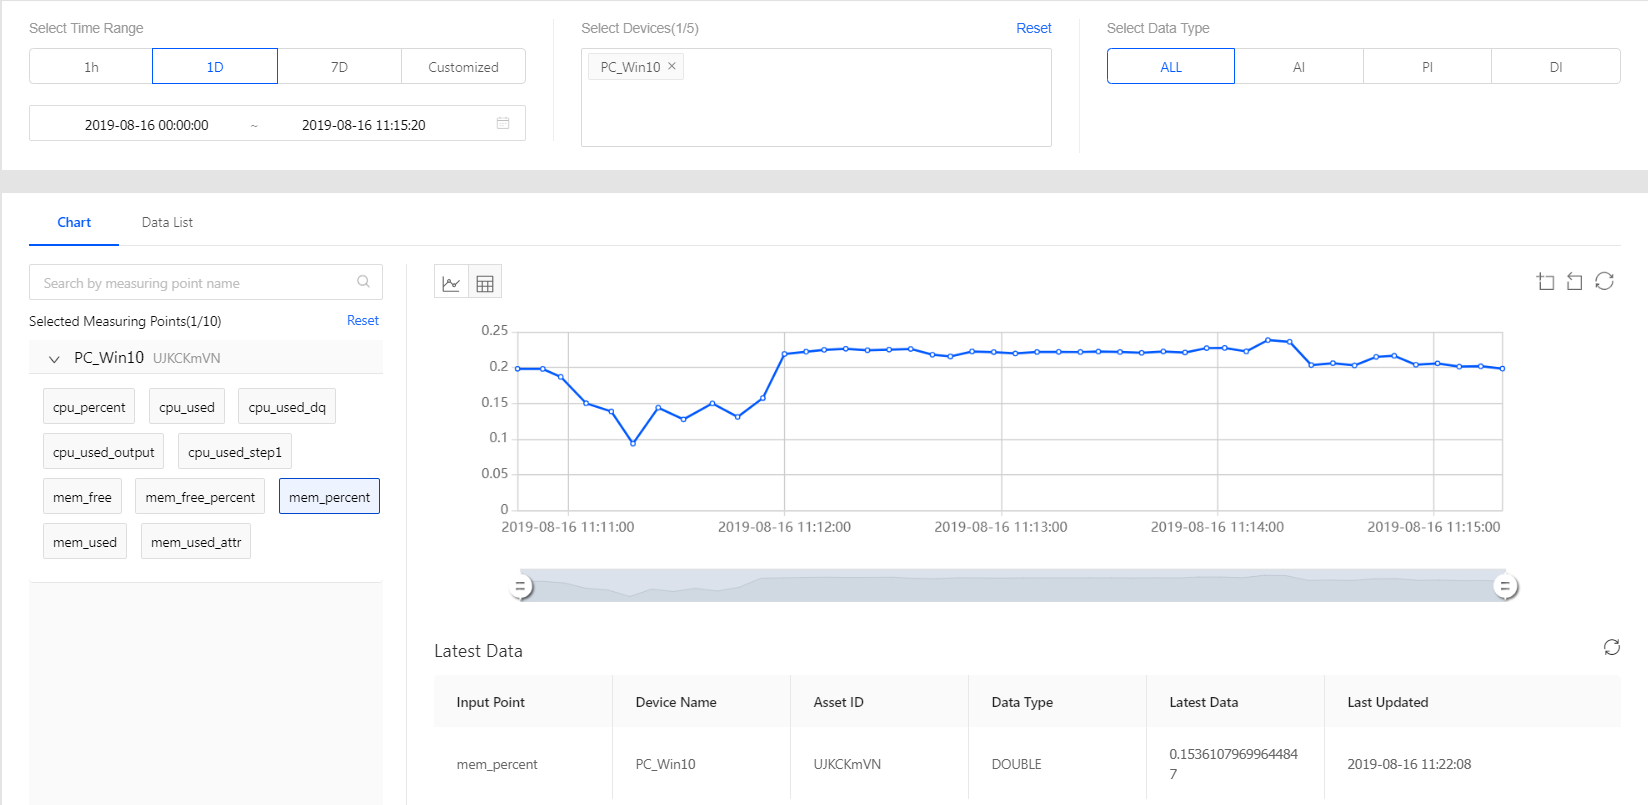 Select Time Range
Select Devices(1/5)
Reset
Select Data Type
1h
1D
7D
Customized
PC_Win10 ×
ALL
AI
PI
DI
2019-08-16 00:00:00 ~ 2019-08-16 11:15:20
Chart
Data List
Search by measuring point name
Selected Measuring Points(1/10)
Reset
PC_Win10 UJKCKmVN
cpu_percent
cpu_used
cpu_used_dq
cpu_used_output
cpu_used_step1
mem_free
mem_free_percent
mem_percent
mem_used
mem_used_attr
0.25
0.2
0.15
0.1
0.05
0
2019-08-16 11:11:00
2019-08-16 11:12:00
2019-08-16 11:13:00
2019-08-16 11:14:00
2019-08-16 11:15:00
Latest Data
Input Point
Device Name
Asset ID
Data Type
Latest Data
Last Updated
mem_percent
PC_Win10
UJKCKmVN
DOUBLE
0.1536107969964484
7
2019-08-16 11:22:08